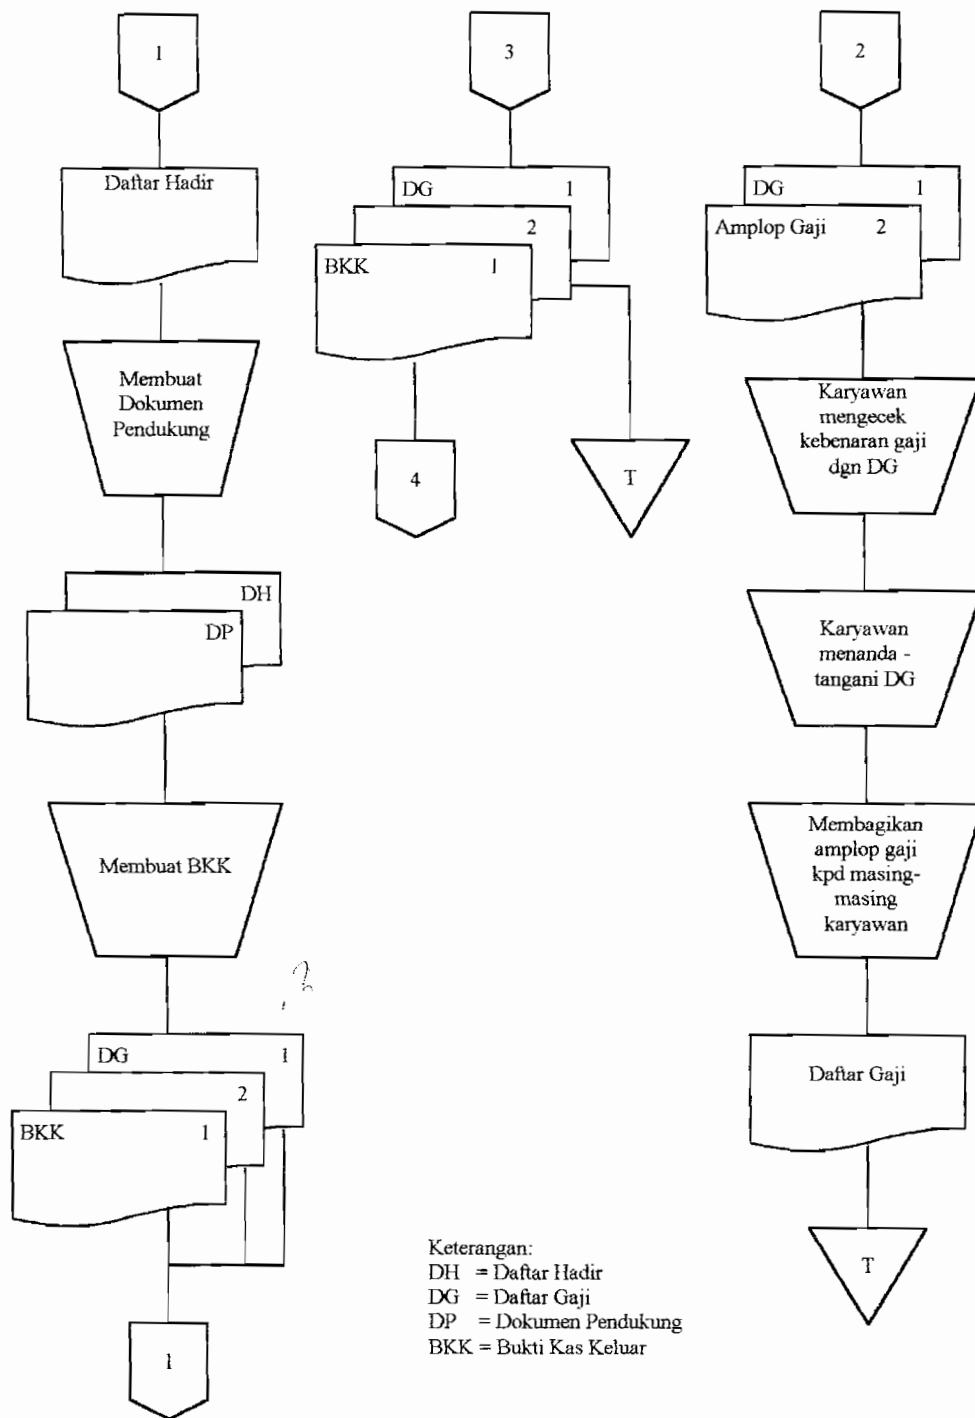 1
Daftar Hadir
Membuat
Dokumen
Pendukung
DH
DP
Membuat BKK
DG 1
2
BKK 1
1
3
DG 1
2
BKK 1
4
T
2
DG 1
Amplop Gaji 2
Karyawan
mengecek
kebenaran gaji
dgn DG
Karyawan
menanda -
tangani DG
Membagikan
amplop gaji
kpd masing-
masing
karyawan
Daftar Gaji
T
Keterangan:
DH = Daftar Hadir
DG = Daftar Gaji
DP = Dokumen Pendukung
BKK = Bukti Kas Keluar